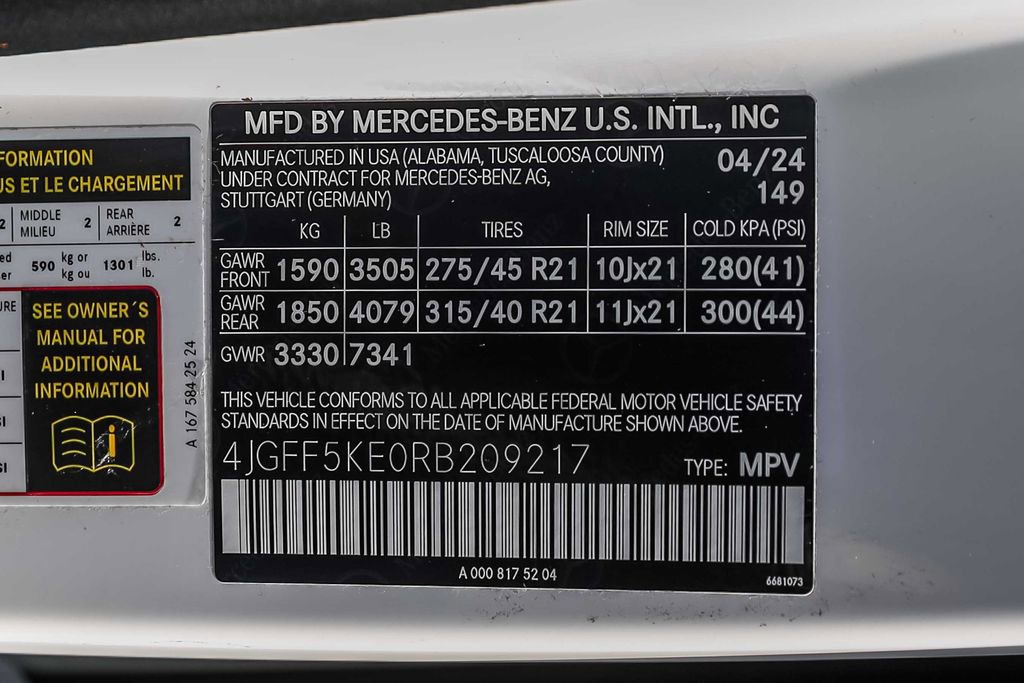 FORMATION
US ET LE CHARGEMENT
2 MIDDLE MILIEU 2 REAR ARRIÈRE 2
ed er 590 kg or kg ou 1301 lbs. lb.
URE
SEE OWNER´S
MANUAL FOR
ADDITIONAL
INFORMATION
i
A 167 584 25 24
MFD BY MERCEDES-BENZ U.S. INTL., INC
MANUFACTURED IN USA (ALABAMA, TUSCALOOSA COUNTY) 04/24
UNDER CONTRACT FOR MERCEDES-BENZ AG, 149
STUTTGART (GERMANY)
KG LB TIRES RIM SIZE COLD KPA (PSI)
GAWR FRONT 1590 3505 275/45 R21 10Jx21 280(41)
GAWR REAR 1850 4079 315/40 R21 11Jx21 300(44)
GVWR 3330 7341
THIS VEHICLE CONFORMS TO ALL APPLICABLE FEDERAL MOTOR VEHICLE SAFETY
STANDARDS IN EFFECT ON THE DATE OF MANUFACTURE SHOWN ABOVE.
4JGFF5KE0RB209217 TYPE: MPV
A 000 817 52 04
6681073